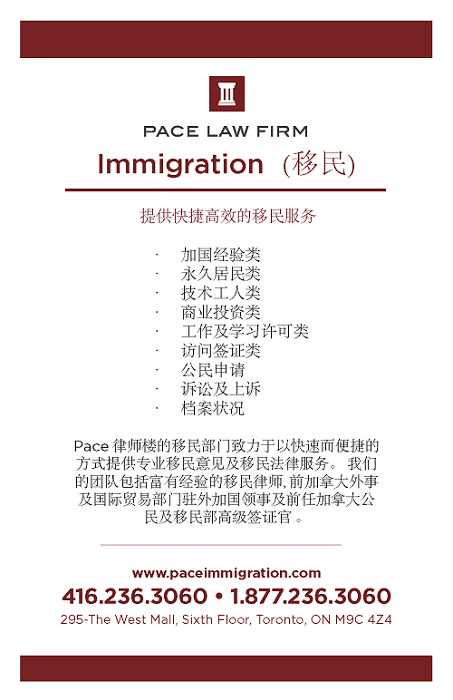 PACE LAW FIRM
Immigration (移民)
提供快捷高效的移民服务
· 加国经验类
· 永久居民类
· 技术工人类
· 商业投资类
· 工作及学习许可类
· 访问签证类
· 公民申请
· 诉讼及上诉
· 档案状况
Pace 律师楼的移民部门致力于以快速而便捷的
方式提供专业移民意见及移民法律服务。 我们
的团队包括富有经验的移民律师, 前加拿大外事
及国际贸易部门驻外加国领事及前任加拿大公
民及移民部高级签证官 。
www.paceimmigration.com
416.236.3060 • 1.877.236.3060
295-The West Mall, Sixth Floor, Toronto, ON M9C 4Z4